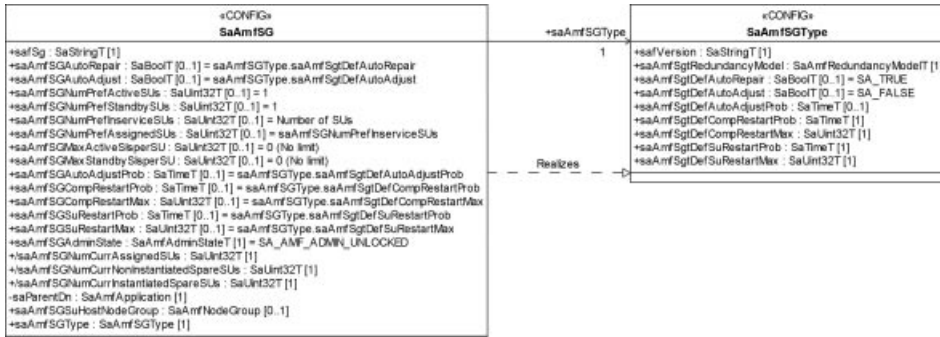 «CONFIG»
SaAmfSG
+safSg : SaStringT [1]
+saAmfSGAutoRepair : SaBoolT [0..1] = saAmfSGType.saAmfSgtDefAutoRepair
+saAmfSGAutoAdjust : SaBoolT [0..1] = saAmfSGType.saAmfSgtDefAutoAdjust
+saAmfSGNumPrefActiveSUs : SaUint32T [0..1] = 1
+saAmfSGNumPrefStandbySUs : SaUint32T [0..1] = 1
+saAmfSGNumPrefInserviceSUs : SaUint32T [0..1] = Number of SUs
+saAmfSGNumPrefAssignedSUs : SaUint32T [0..1] = saAmfSGNumPrefInserviceSUs
+saAmfSGMaxActiveSIsperSU : SaUint32T [0..1] = 0 (No limit)
+saAmfSGMaxStandbySIsperSU : SaUint32T [0..1] = 0 (No limit)
+saAmfSGAutoAdjustProb : SaTimeT [0..1] = saAmfSGType.saAmfSgtDefAutoAdjustProb
+saAmfSGCompRestartProb : SaTimeT [0..1] = saAmfSGType.saAmfSgtDefCompRestartProb
+saAmfSGCompRestartMax : SaUint32T [0..1] = saAmfSGType.saAmfSgtDefCompRestartMax
+saAmfSGSuRestartProb : SaTimeT [0..1] = saAmfSGType.saAmfSgtDefSuRestartProb
+saAmfSGSuRestartMax : SaUint32T [0..1] = saAmfSGType.saAmfSgtDefSuRestartMax
+saAmfSGAdminState : SaAmfAdminStateT [1] = SA_AMF_ADMIN_UNLOCKED
+/saAmfSGNumCurrAssignedSUs : SaUint32T [1]
+/saAmfSGNumCurrNonInstantiatedSpareSUs : SaUint32T [1]
+/saAmfSGNumCurrInstantiatedSpareSUs : SaUint32T [1]
-saParentDn : SaAmfApplication [1]
+saAmfSGSuHostNodeGroup : SaAmfNodeGroup [0..1]
+saAmfSGType : SaAmfSGType [1]
+saAmfSGType
1
Realizes
«CONFIG»
SaAmfSGType
+safVersion : SaStringT [1]
+saAmfSgtRedundancyModel : SaAmfRedundancyModelT [1
+saAmfSgtDefAutoRepair : SaBoolT [0..1] = SA_TRUE
+saAmfSgtDefAutoAdjust : SaBoolT [0..1] = SA_FALSE
+saAmfSgtDefAutoAdjustProb : SaTimeT [0..1]
+saAmfSgtDefCompRestartProb : SaTimeT [1]
+saAmfSgtDefCompRestartMax : SaUint32T [1]
+saAmfSgtDefSuRestartProb : SaTimeT [1]
+saAmfSgtDefSuRestartMax : SaUint32T [1]